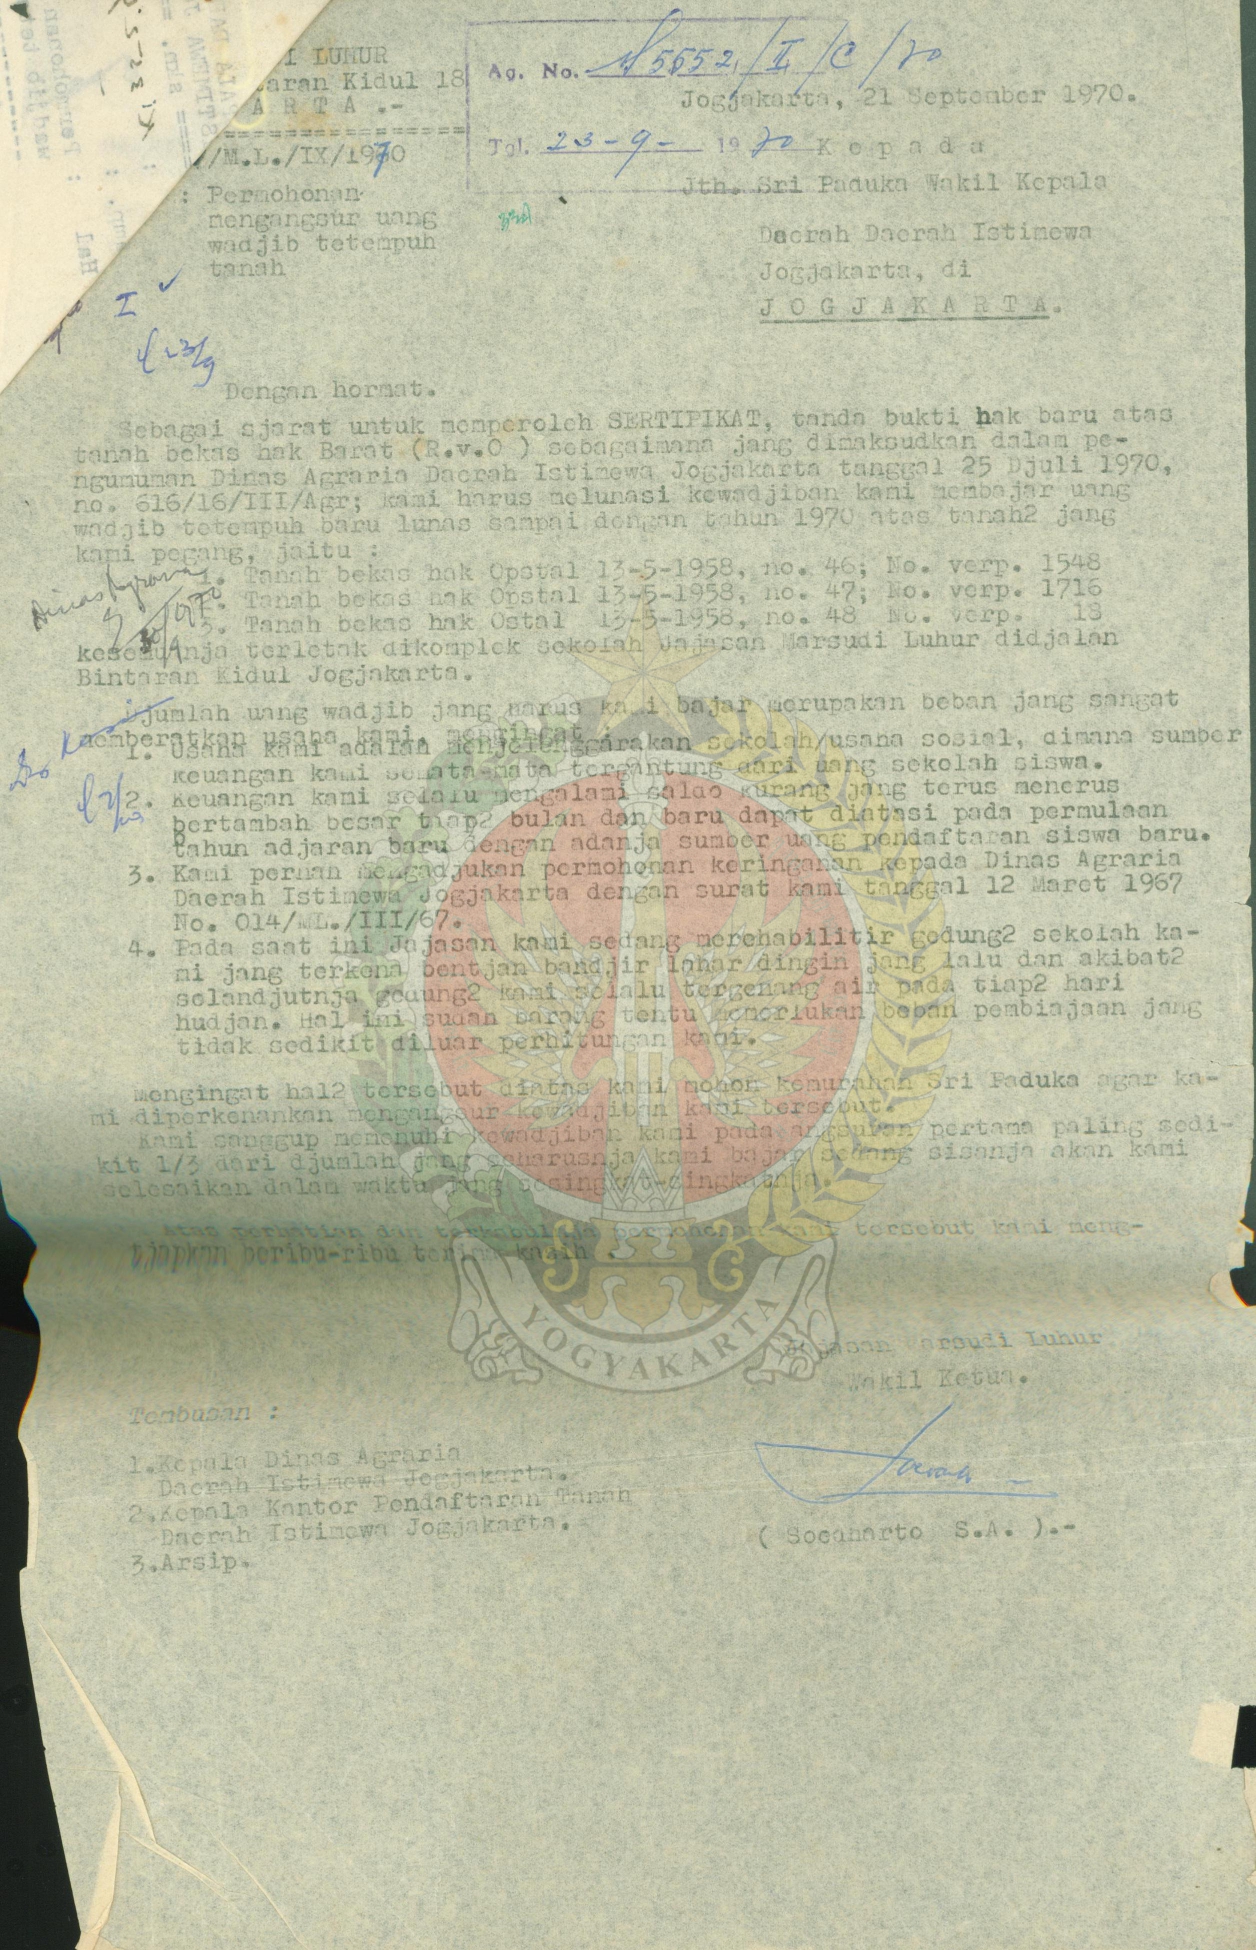 I LUHUR
taran Kidul 18
A R T A .-
================
/M.L./IX/1970
: Permohonan
mengangsur uang
wadjib tetempuh
tanah
Ag. No. 5652/I/C/70
Jogjakarta, 21 September 1970.
Tgl. 23-9- 1970
K e p a d a
Jth. Sri Paduka Wakil Kepala
Daerah Daerah Istimewa
Jogjakarta, di
J O G J A K A R T A.
I
23/9
Dengan hormat.
Sebagai sjarat untuk memperoleh SERTIPIKAT, tanda bukti hak baru atas
tanah bekas hak Barat (R.v.O ) sebagaimana jang dimaksudkan dalam pe-
ngumuman Dinas Agraria Daerah Istimewa Jogjakarta tanggal 25 Djuli 1970,
no. 616/16/III/Agr; kami harus melunasi kewadjiban kami membajar uang
wadjib tetempuh baru lunas sampai dengan tahun 1970 atas tanah2 jang
kami pegang, jaitu :
Dinas Agraria
1. Tanah bekas hak Opstal 13-5-1958, no. 46; No. verp. 1548
2. Tanah bekas hak Opstal 13-5-1958, no. 47; No. verp. 1716
3. Tanah bekas hak Ostal 13-5-1958, no. 48 No. verp. 18
kesemuanja terletak dikomplek sekolah Jajasan Marsudi Luhur didjalan
Bintaran Kidul Jogjakarta.
Djumlah uang wadjib jang harus kami bajar merupakan beban jang sangat
memberatkan usaha kami, mengingat
1. Usaha kami adalah menjelenggarakan sekolah/usaha sosial, dimana sumber
keuangan kami semata-mata tergantung dari uang sekolah siswa.
2. Keuangan kami selalu mengalami saldo kurang jang terus menerus
bertambah besar tiap2 bulan dan baru dapat diatasi pada permulaan
tahun adjaran baru dengan adanja sumber uang pendaftaran siswa baru.
3. Kami pernah mengadjukan permohonan keringanan kepada Dinas Agraria
Daerah Istimewa Jogjakarta dengan surat kami tanggal 12 Maret 1967
No. 014/ML./III/67.
4. Pada saat ini Jajasan kami sedang merehabilitir gedung2 sekolah ka-
mi jang terkena bentjan bandjir lahar dingin jang lalu dan akibat2
selandjutnja gedung2 kami selalu tergenang air pada tiap2 hari
hudjan. Hal ini sudah barang tentu memerlukan beban pembiajaan jang
tidak sedikit diluar perhitungan kami.
Mengingat hal2 tersebut diatas kami mohon kemurahan Sri Paduka agar ka-
mi diperkenankan mengangsur kewadjiban kami tersebut.
Kami sanggup memenuhi kewadjiban kami pada angsuran pertama paling sedi-
kit 1/3 dari djumlah jang seharusnja kami bajar sedang sisanja akan kami
selesaikan dalam waktu jang sesingkat-singkatnja.
Atas perhatian dan terkabulnja permohonan kami tersebut kami meng-
utjapkan beribu-ribu terima kasih .
YOGYAKARTA
Jajasan Marsudi Luhur
Wakil Ketua.
Tembusan :
1.Kepala Dinas Agraria
Daerah Istimewa Jogjakarta.
2.Kepala Kantor Pendaftaran Tanah
Daerah Istimewa Jogjakarta.
3.Arsip.
( Soeharto S.A. ).-